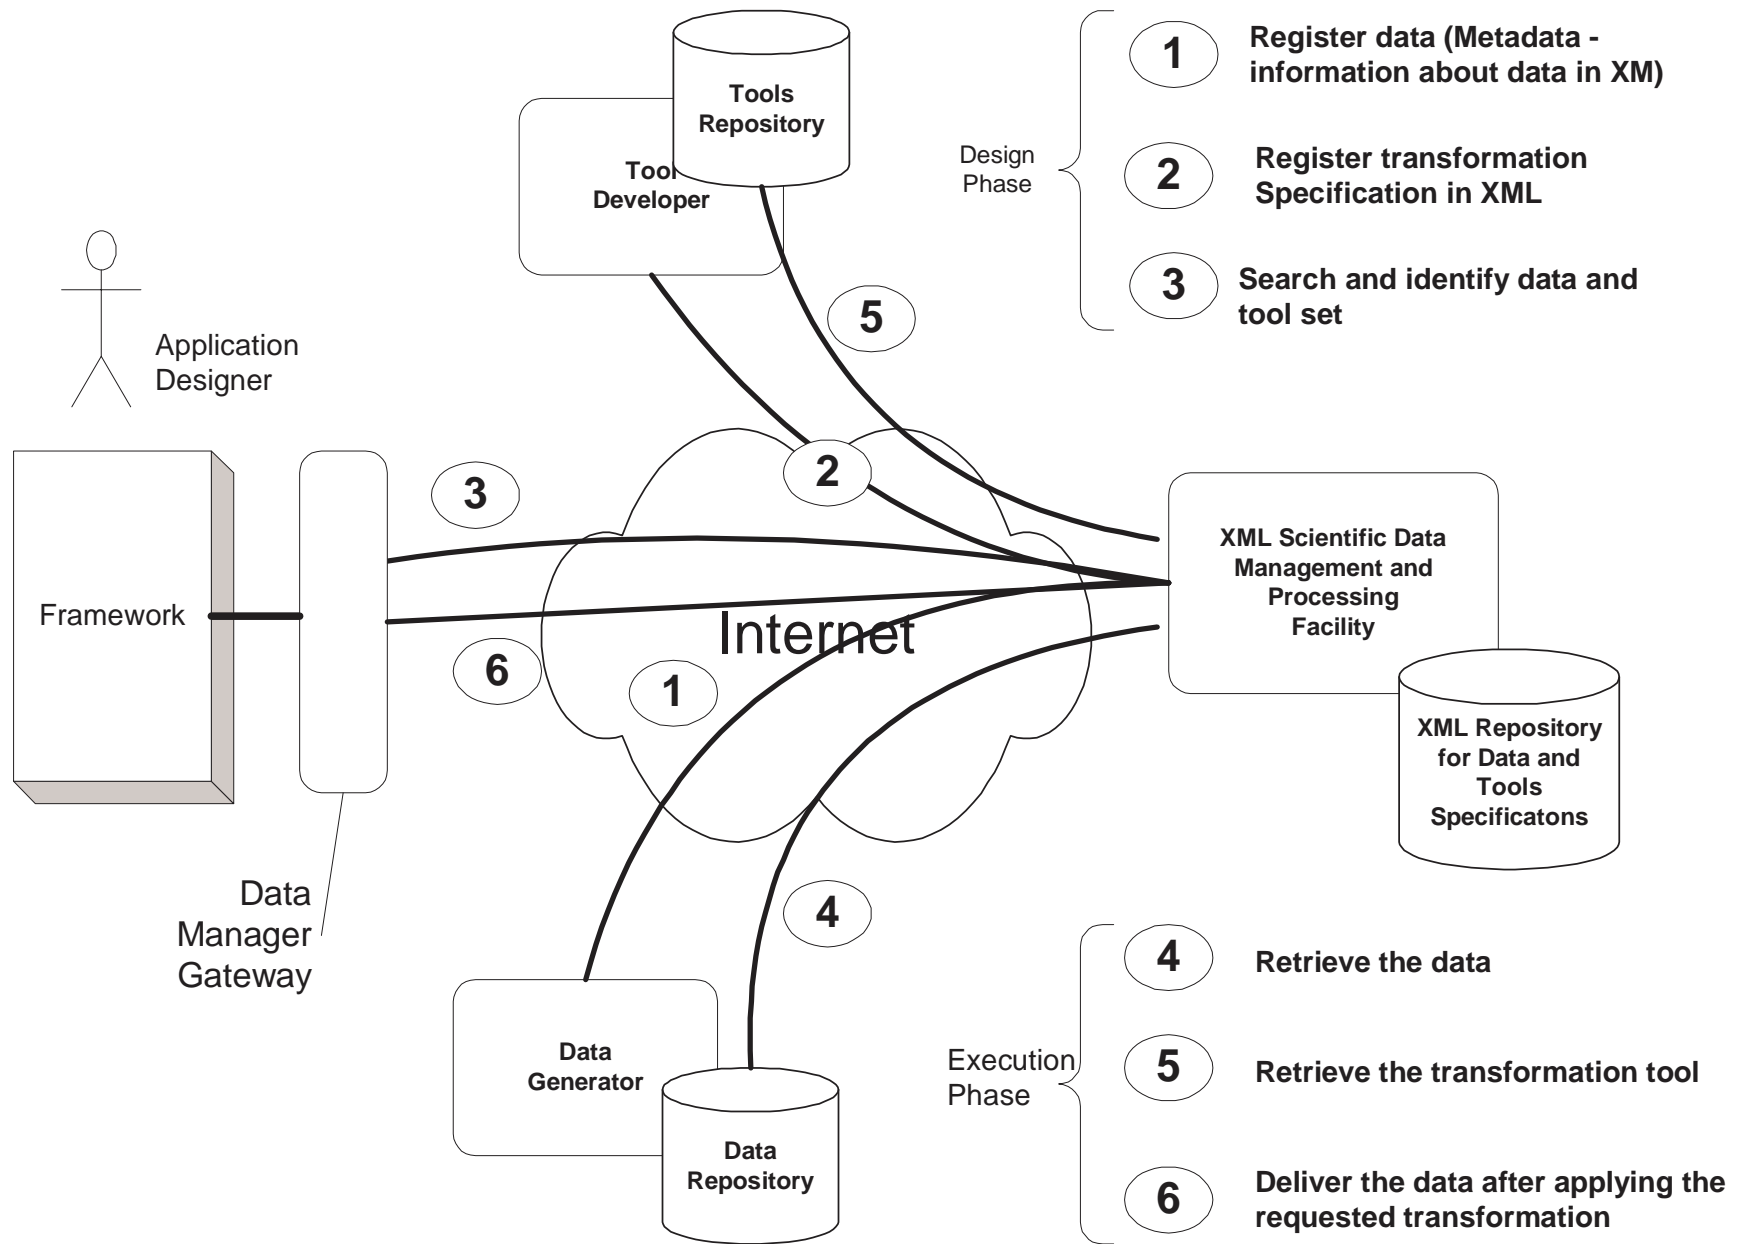 Tools
Repository
Tool
Developer
1
Register data (Metadata -
information about data in XM)
Design
Phase
2
Register transformation
Specification in XML
3
Search and identify data and
tool set
Application
Designer
5
2
3
Framework
Internet
6
1
XML Scientific Data
Management and
Processing
Facility
XML Repository
for Data and
Tools
Specificatons
Data
Manager
Gateway
4
Data
Generator
Data
Repository
Execution
Phase
4
Retrieve the data
5
Retrieve the transformation tool
6
Deliver the data after applying the
requested transformation